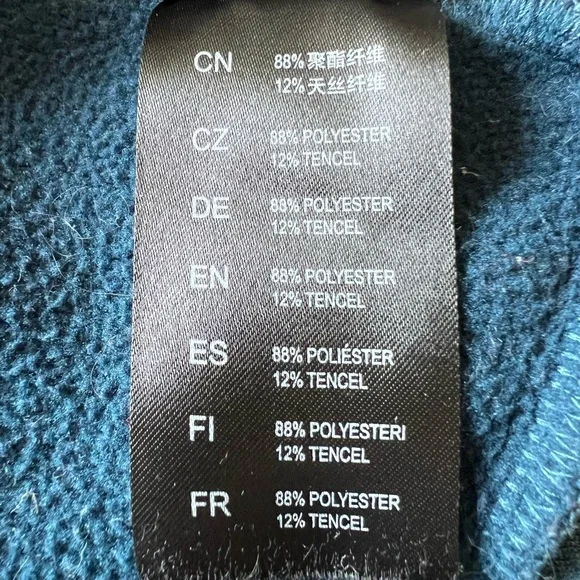 CN 88% 聚酯纤维
12% 天丝纤维
CZ 88% POLYESTER
12% TENCEL
DE 88% POLYESTER
12% TENCEL
EN 88% POLYESTER
12% TENCEL
ES 88% POLIÉSTER
12% TENCEL
FI 88% POLYESTERI
12% TENCEL
FR 88% POLYESTER
12% TENCEL